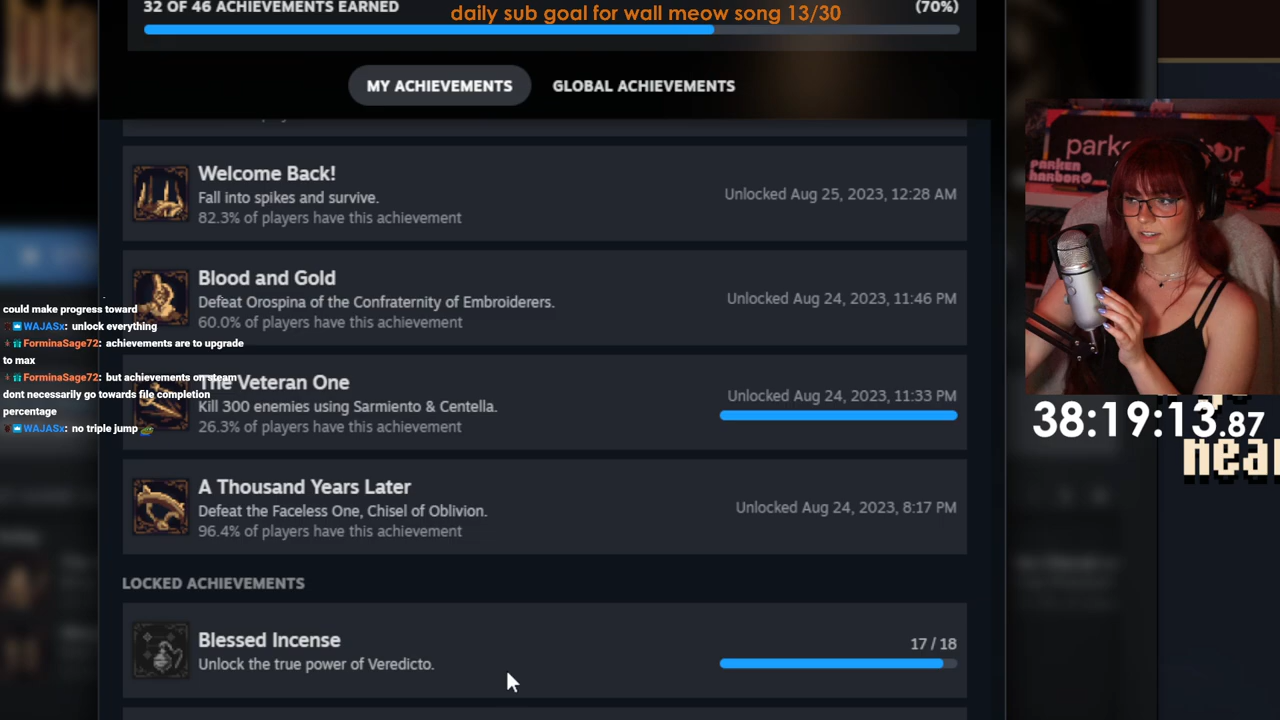 32 OF 46 ACHIEVEMENTS EARNED
daily sub goal for wall meow song 13/30
(70%)
MY ACHIEVEMENTS
GLOBAL ACHIEVEMENTS
Welcome Back!
Fall into spikes and survive.
82.3% of players have this achievement
Unlocked Aug 25, 2023, 12:28 AM
Blood and Gold
Defeat Orospina of the Confraternity of Embroiderers.
60.0% of players have this achievement
Unlocked Aug 24, 2023, 11:46 PM
The Veteran One
Kill 300 enemies using Sarmiento & Centella.
26.3% of players have this achievement
Unlocked Aug 24, 2023, 11:33 PM
A Thousand Years Later
Defeat the Faceless One, Chisel of Oblivion.
96.4% of players have this achievement
Unlocked Aug 24, 2023, 8:17 PM
LOCKED ACHIEVEMENTS
Blessed Incense
Unlock the true power of Veredicto.
17 / 18
could make progress toward
WAJASx: unlock everything
ForminaSage72: achievements are to upgrade
to max
ForminaSage72: but achievements on steam
dont necessarily go towards file completion
percentage
WAJASx: no triple jump
PARKER
HARBOR
38:19:13.87